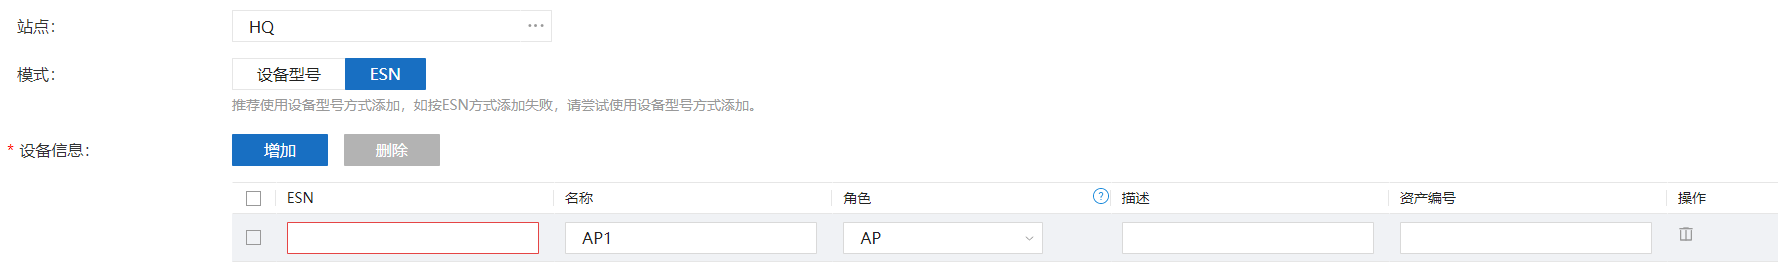 站点： HQ ···
模式： 设备型号 ESN
推荐使用设备型号方式添加，如按ESN方式添加失败，请尝试使用设备型号方式添加。
* 设备信息： 增加 删除
ESN 名称 角色 ? 描述 资产编号 操作
AP1 AP